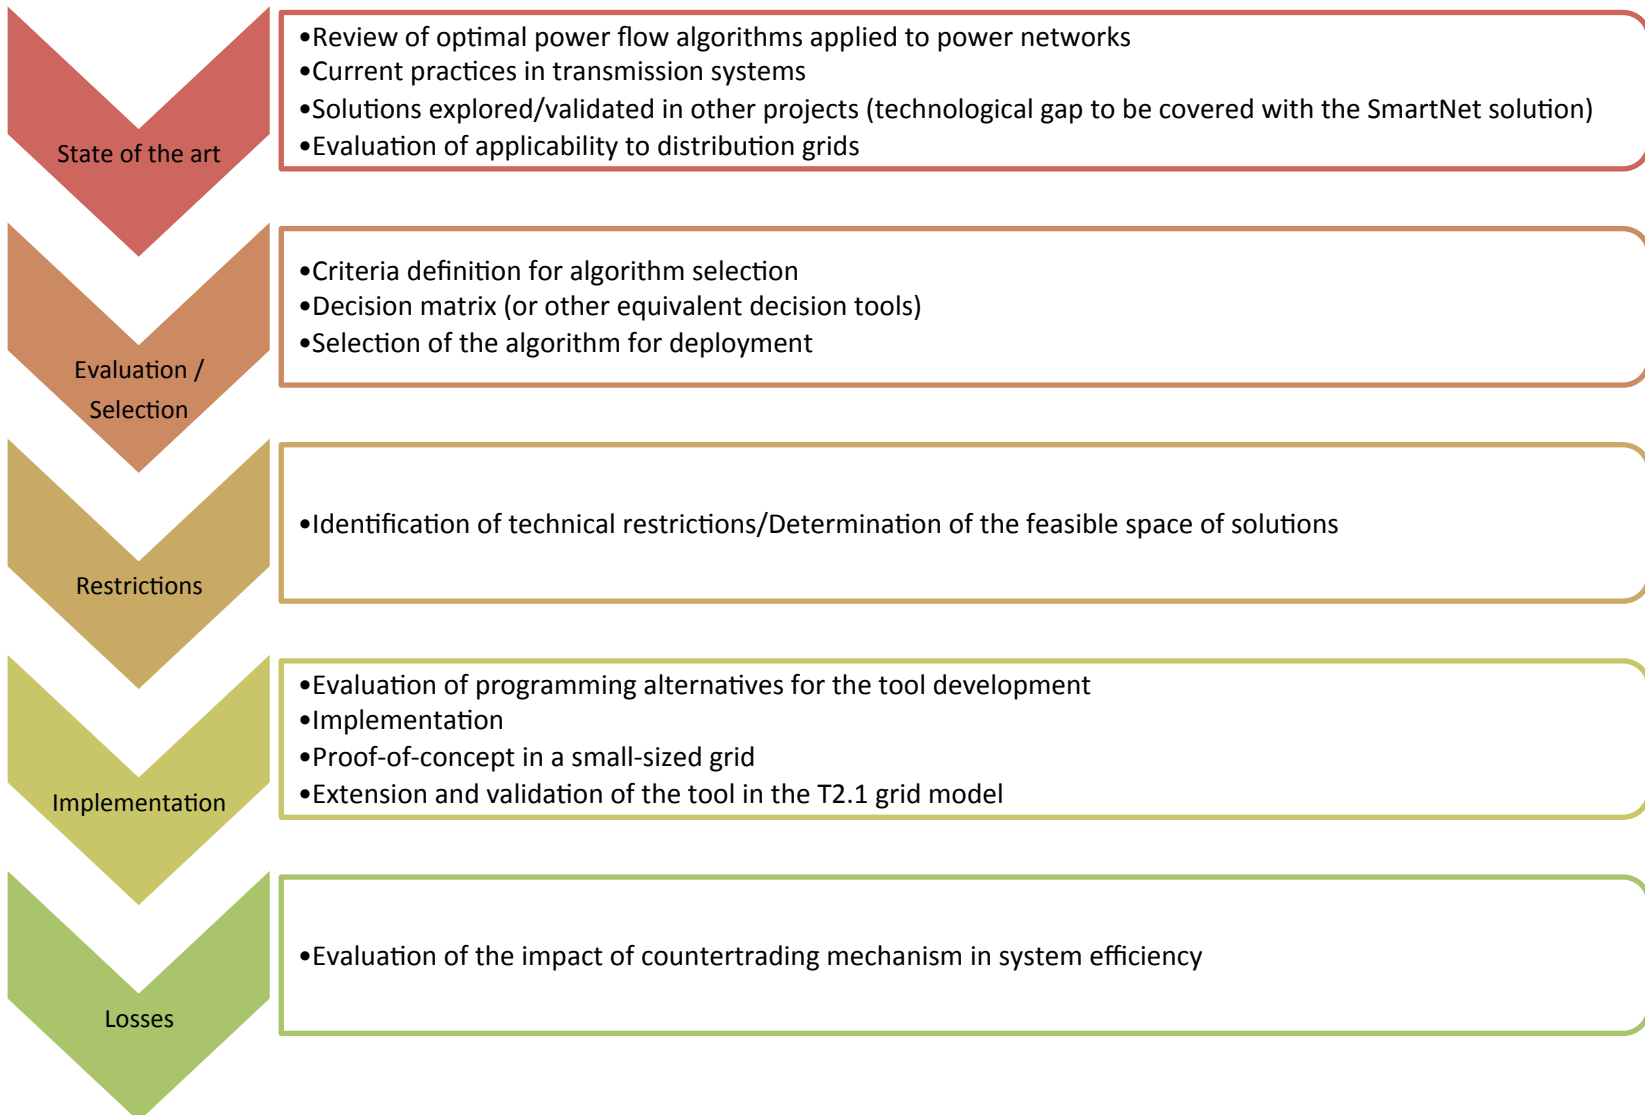 State of the art
•Review of optimal power flow algorithms applied to power networks
•Current practices in transmission systems
•Solutions explored/validated in other projects (technological gap to be covered with the SmartNet solution)
•Evaluation of applicability to distribution grids
Evaluation /
Selection
•Criteria definition for algorithm selection
•Decision matrix (or other equivalent decision tools)
•Selection of the algorithm for deployment
Restrictions
•Identification of technical restrictions/Determination of the feasible space of solutions
Implementation
•Evaluation of programming alternatives for the tool development
•Implementation
•Proof-of-concept in a small-sized grid
•Extension and validation of the tool in the T2.1 grid model
Losses
•Evaluation of the impact of countertrading mechanism in system efficiency